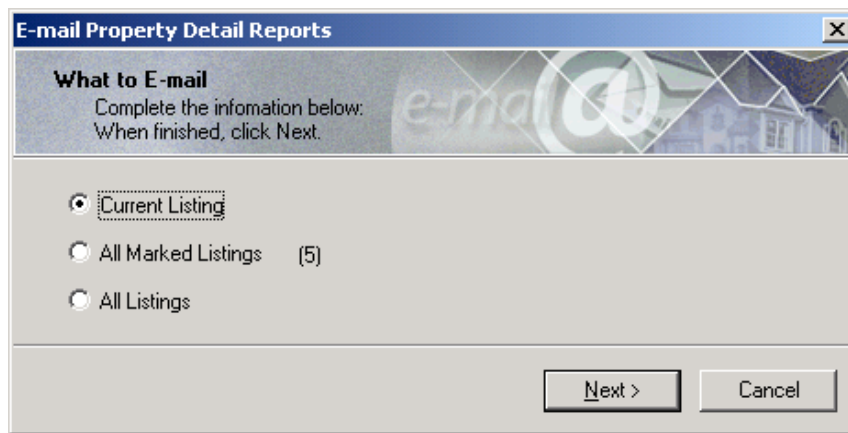 E-mail Property Detail Reports
What to E-mail
Complete the infomation below:
When finished, click Next.
e-mail
@
Current Listing
All Marked Listings (5)
All Listings
Next >
Cancel